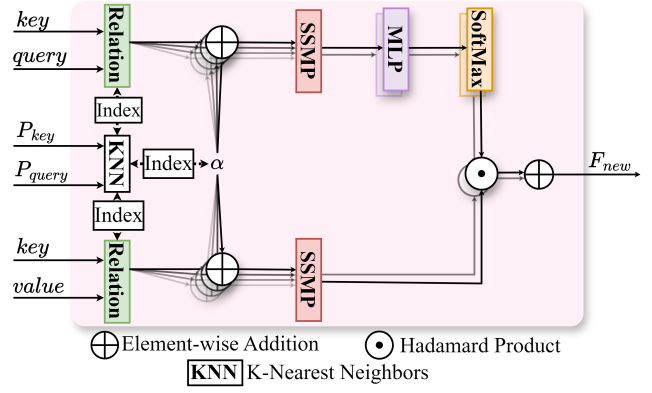 key
query
Relation
SSMP
MLP
SoftMax
Index
P_key
P_query
KNN
Index
α
F_new
Index
key
value
Relation
SSMP
Element-wise Addition
Hadamard Product
KNN K-Nearest Neighbors